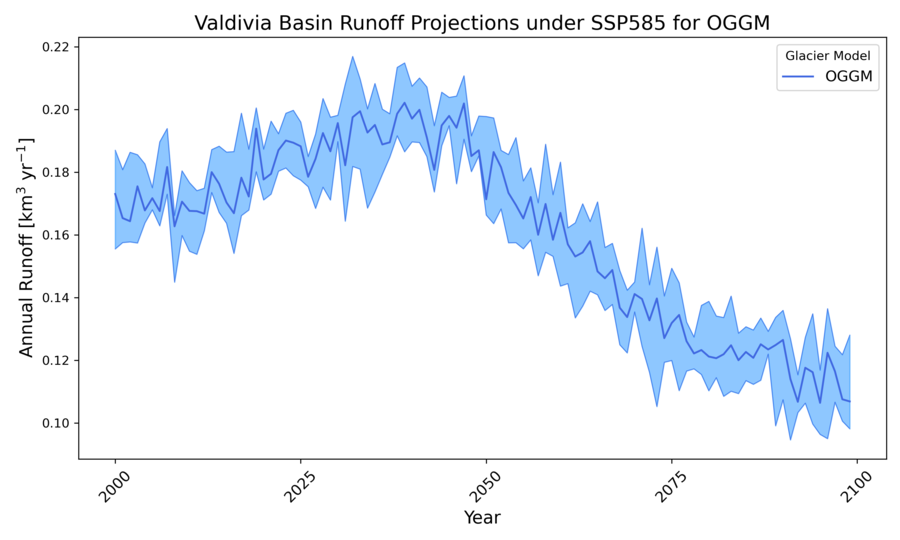 Valdivia Basin Runoff Projections under SSP585 for OGGM
Glacier Model
OGGM
Annual Runoff [km³ yr⁻¹]
0.22
0.20
0.18
0.16
0.14
0.12
0.10
2000
2025
2050
2075
2100
Year